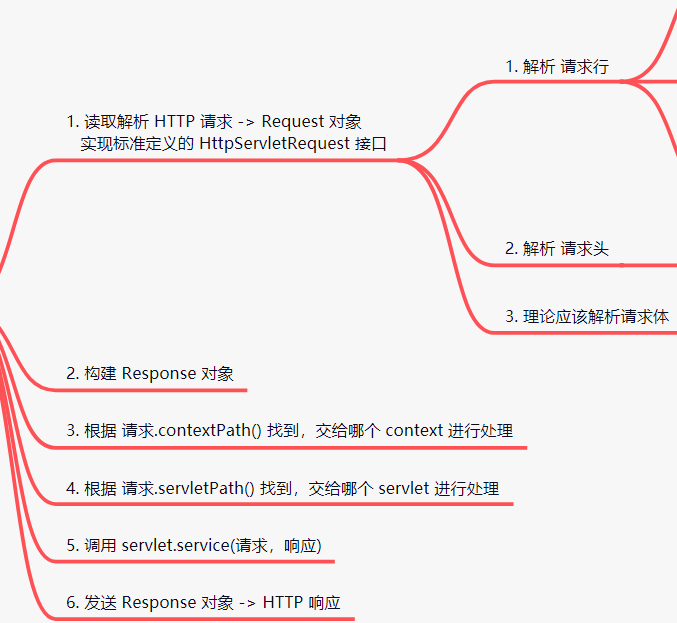 1. 读取解析 HTTP 请求 -> Request 对象
实现标准定义的 HttpServletRequest 接口
1. 解析 请求行
2. 解析 请求头
3. 理论应该解析请求体
2. 构建 Response 对象
3. 根据 请求.contextPath() 找到，交给哪个 context 进行处理
4. 根据 请求.servletPath() 找到，交给哪个 servlet 进行处理
5. 调用 servlet.service(请求，响应)
6. 发送 Response 对象 -> HTTP 响应